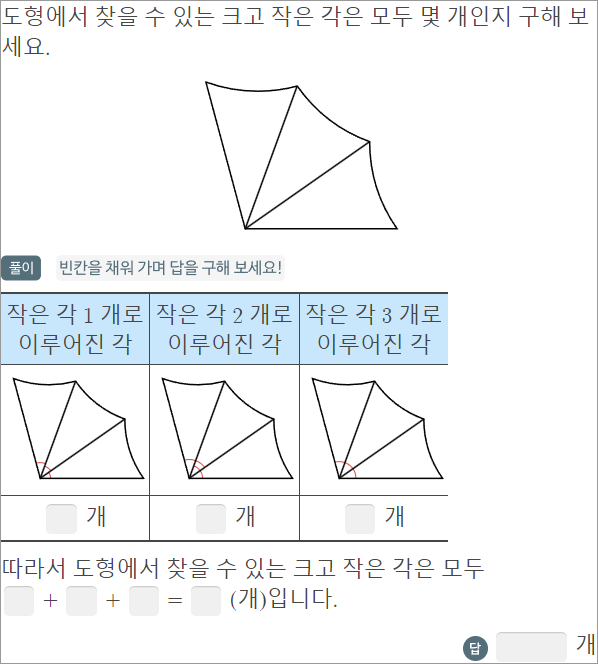 도형에서 찾을 수 있는 크고 작은 각은 모두 몇 개인지 구해 보
세요.
풀이 빈칸을 채워 가며 답을 구해 보세요!
작은 각 1 개로 작은 각 2 개로 작은 각 3 개로
이루어진 각 이루어진 각 이루어진 각
개 개 개
따라서 도형에서 찾을 수 있는 크고 작은 각은 모두
+ + = (개)입니다.
답 개